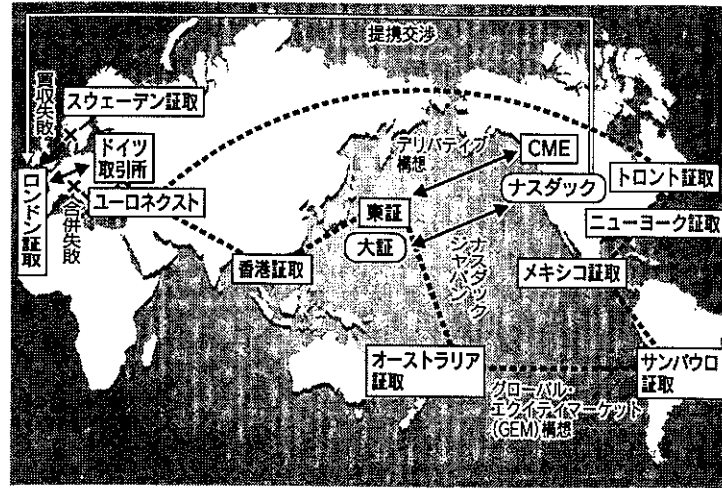 提携交渉
買収失敗
スウェーデン証取
ドイツ
取引所
ロンドン証取
ユーロネクスト
合併失敗
デリバティブ
構想
CME
ナスダック
トロント証取
ニューヨーク証取
東証
大証
ナスダック
ジャパン
香港証取
メキシコ証取
オーストラリア
証取
サンパウロ
証取
グローバル・
エクイティマーケット
(GEM)構想